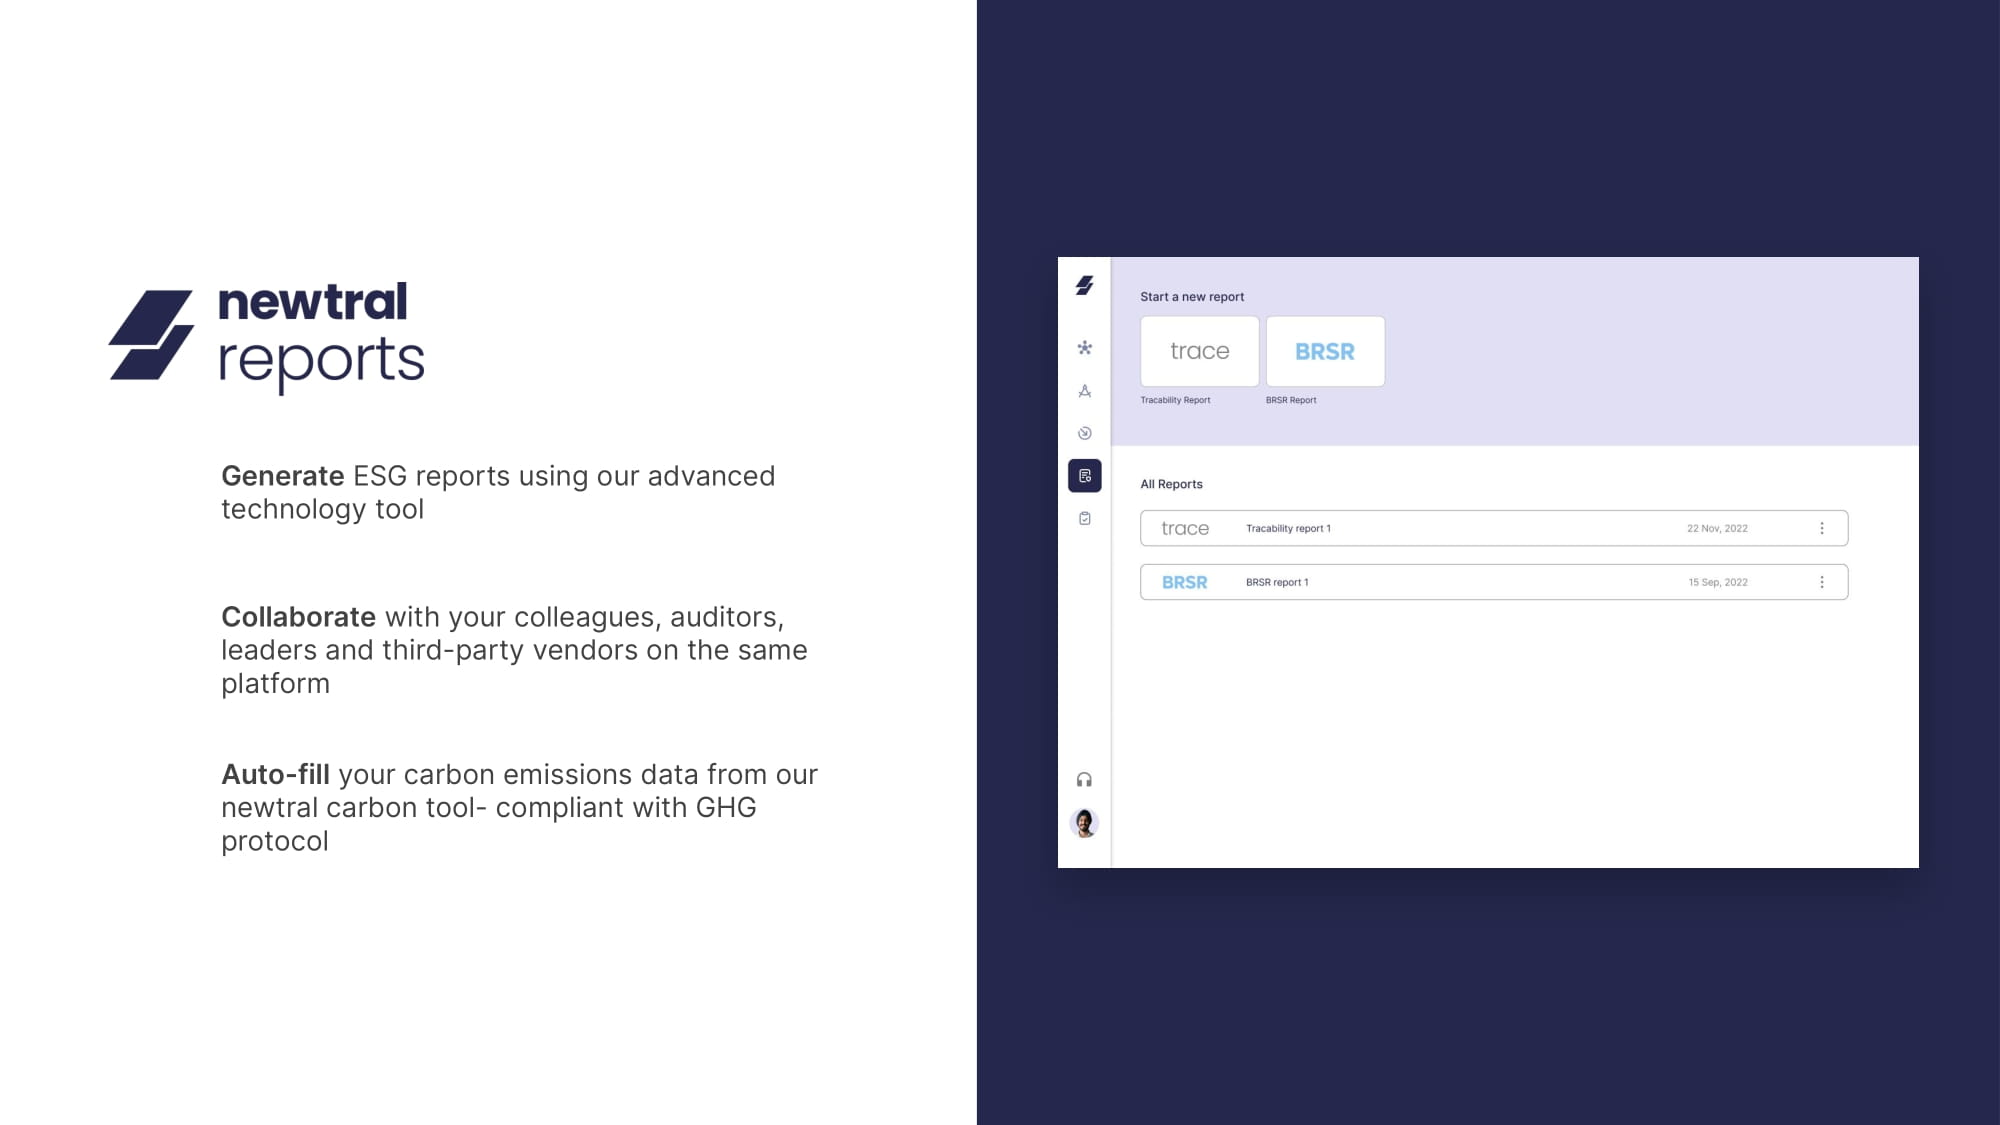 newtral
reports
Generate ESG reports using our advanced
technology tool
Collaborate with your colleagues, auditors,
leaders and third-party vendors on the same
platform
Auto-fill your carbon emissions data from our
newtral carbon tool- compliant with GHG
protocol
Start a new report
trace BRSR
Tracability Report BRSR Report
All Reports
trace Tracability report 1 22 Nov, 2022
BRSR BRSR report 1 15 Sep, 2022